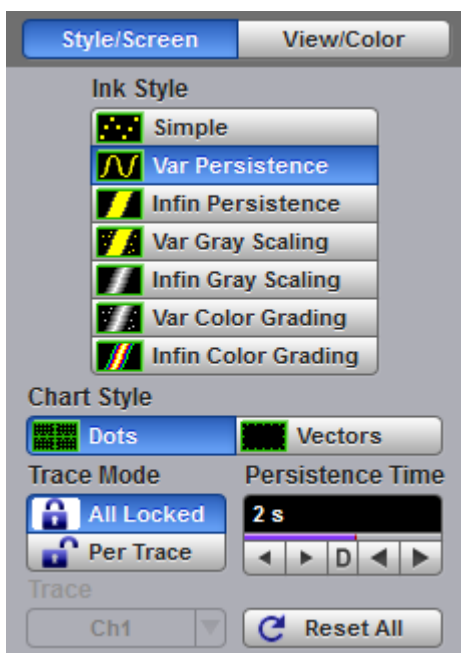 Style/Screen View/Color
Ink Style
Simple
Var Persistence
Infin Persistence
Var Gray Scaling
Infin Gray Scaling
Var Color Grading
Infin Color Grading
Chart Style
Dots Vectors
Trace Mode Persistence Time
All Locked 2 s
Per Trace D
Trace
Ch1 Reset All